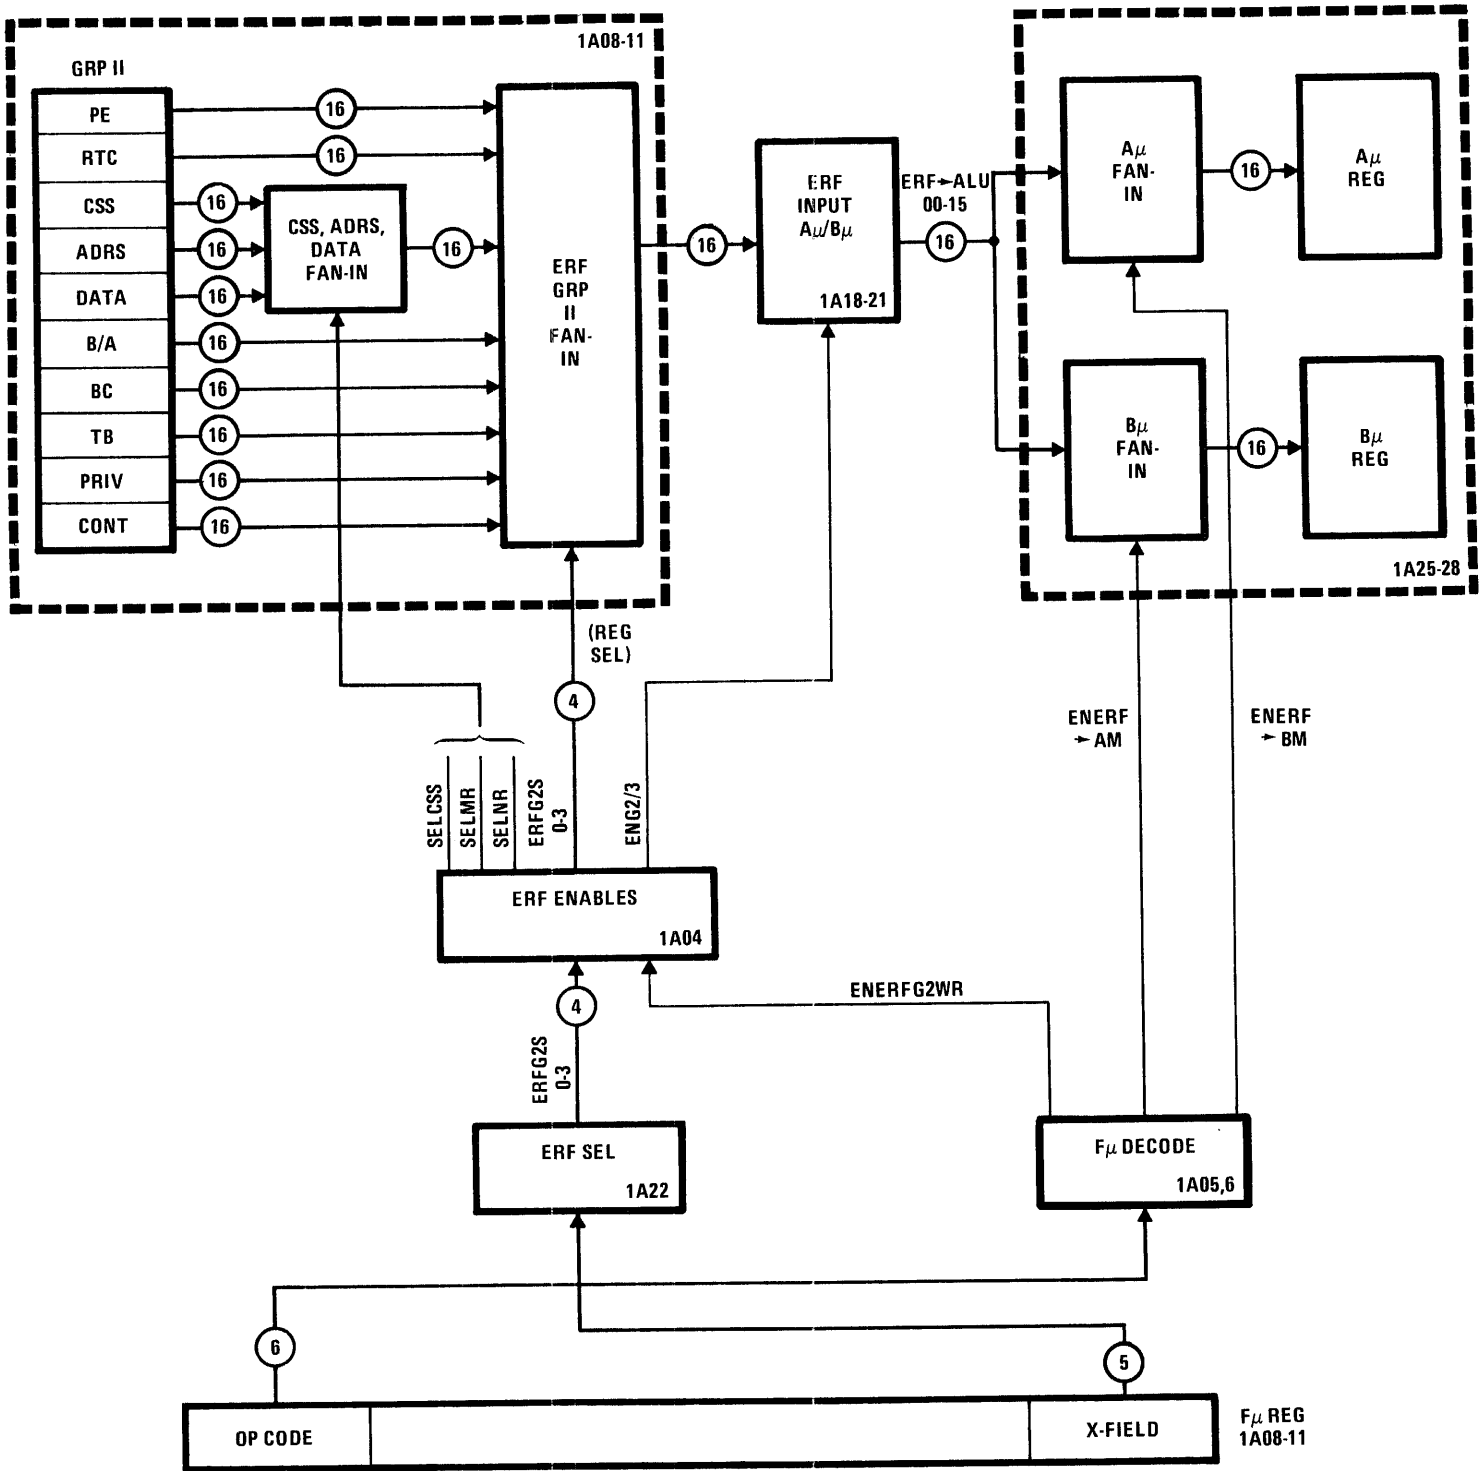 1A08-11
GRP II
PE
RTC
CSS
ADRS
DATA
B/A
BC
TB
PRIV
CONT
16
16
16
16
16
16
16
16
16
16
CSS, ADRS,
DATA
FAN-IN
16
ERF
GRP
II
FAN-
IN
16
ERF
INPUT
Aμ/Bμ
1A18-21
ERF→ALU
00-15
16
Aμ
FAN-
IN
16
Aμ
REG
Bμ
FAN-
IN
16
Bμ
REG
1A25-28
(REG
SEL)
4
SELCSS
SELMR
SELNR
ERFG2S
0-3
ENG2/3
ENERF
→ AM
ENERF
→ BM
ERF ENABLES
1A04
4
ENERFG2WR
ERFG2S
0-3
ERF SEL
1A22
Fμ DECODE
1A05,6
6
5
OP CODE
X-FIELD
Fμ REG
1A08-11